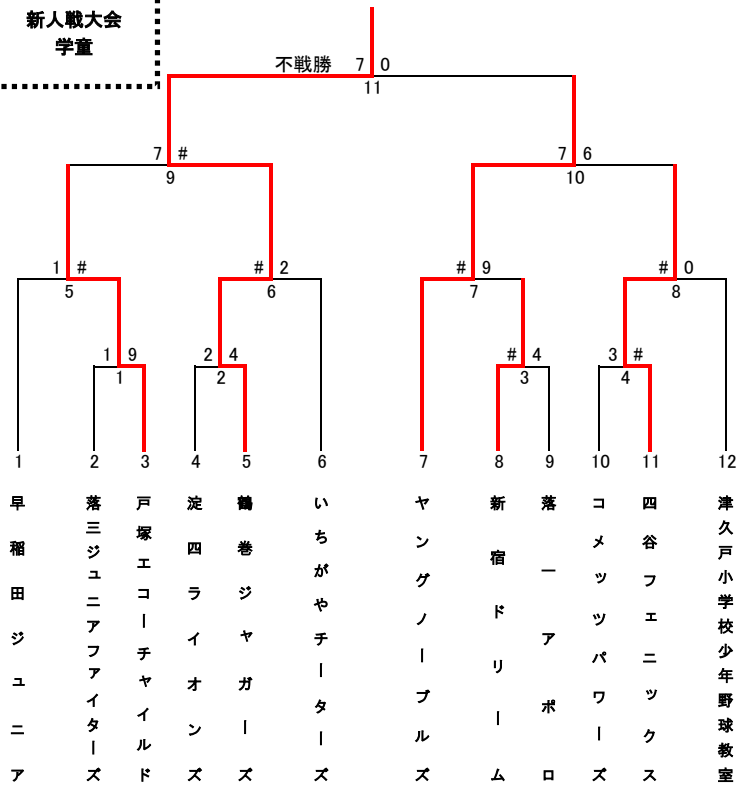 新人戦大会
学童
不戦勝 7 0
11
7 #
9
7 6
10
1 #
5
# 2
6
# 9
7
# 0
8
1 9
1
2 4
2
# 4
3
3 #
4
1 2 3 4 5 6 7 8 9 10 11 12
早稲田ジュニア
落三ジュニアファイターズ
戸塚エコーチャイルド
淀四ライオンズ
鶴巻ジャガーズ
いちがやチーターズ
ヤングノーブルズ
新宿ドリーム
落一アポロ
コメッツパワーズ
四谷フェニックス
津久戸小学校少年野球教室